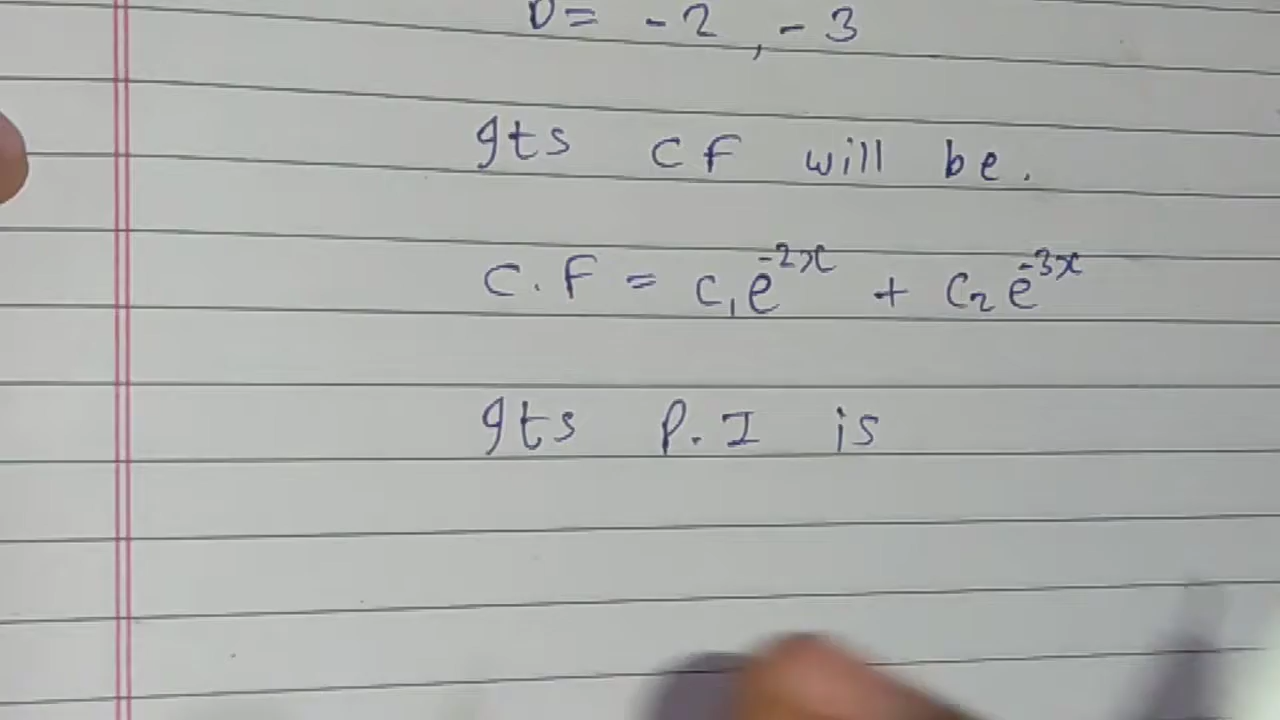 D = -2, -3
Its CF will be.
C.F = c₁e^{-2x} + c₂e^{-3x}
Its P.I is